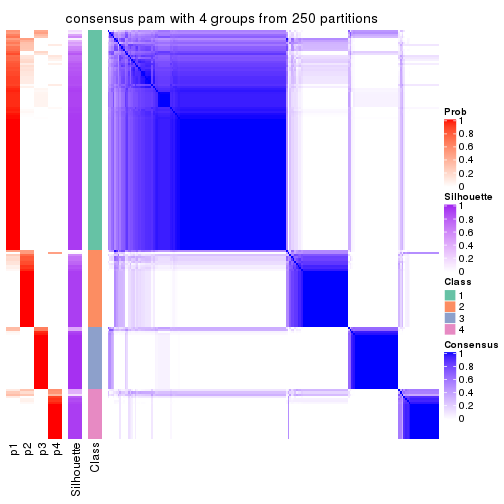 consensus pam with 4 groups from 250 partitions
Prob
1
0.8
0.6
0.4
0.2
0
Silhouette
1
0.8
0.6
0.4
0.2
0
Class
1
2
3
4
Consensus
1
0.8
0.6
0.4
0.2
0
p1
p2
p3
p4
Silhouette
Class